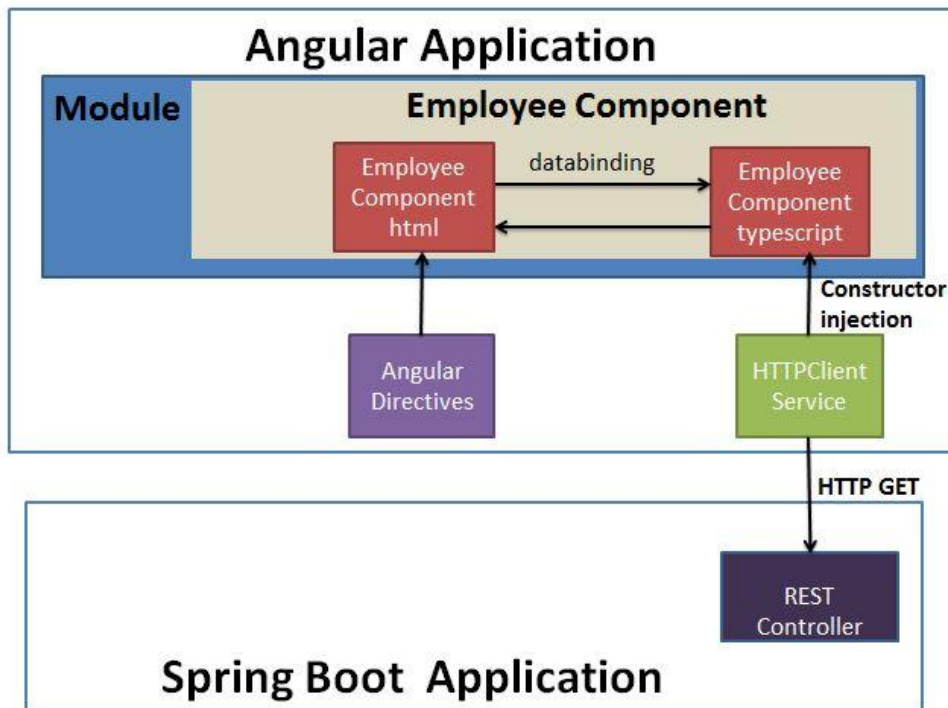 Angular Application
Module
Employee Component
Employee
Component
html
databinding
Employee
Component
typescript
Constructor
injection
Angular
Directives
HTTPClient
Service
HTTP GET
REST
Controller
Spring Boot Application